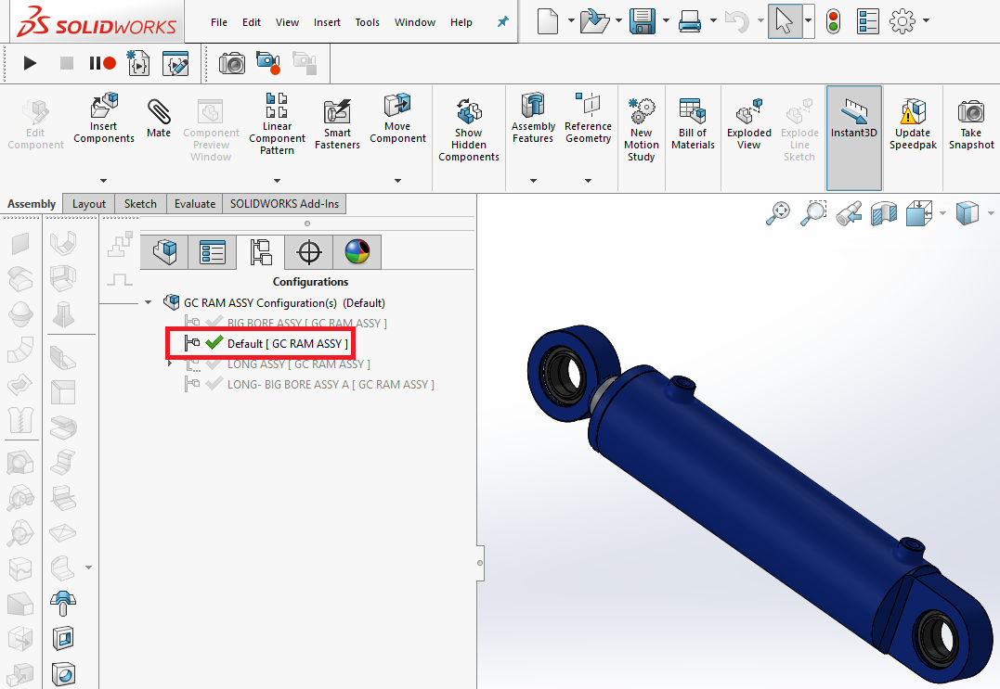 SOLIDWORKS
File Edit View Insert Tools Window Help
Edit Component
Insert Components
Mate
Component Preview Window
Linear Component Pattern
Smart Fasteners
Move Component
Show Hidden Components
Assembly Features
Reference Geometry
New Motion Study
Bill of Materials
Exploded View
Explode Line Sketch
Instant3D
Update Speedpak
Take Snapshot
Assembly Layout Sketch Evaluate SOLIDWORKS Add-Ins
Configurations
GC RAM ASSY Configuration(s) (Default)
BIG BORE ASSY [ GC RAM ASSY ]
Default [ GC RAM ASSY ]
LONG ASSY [ GC RAM ASSY ]
LONG- BIG BORE ASSY A [ GC RAM ASSY ]